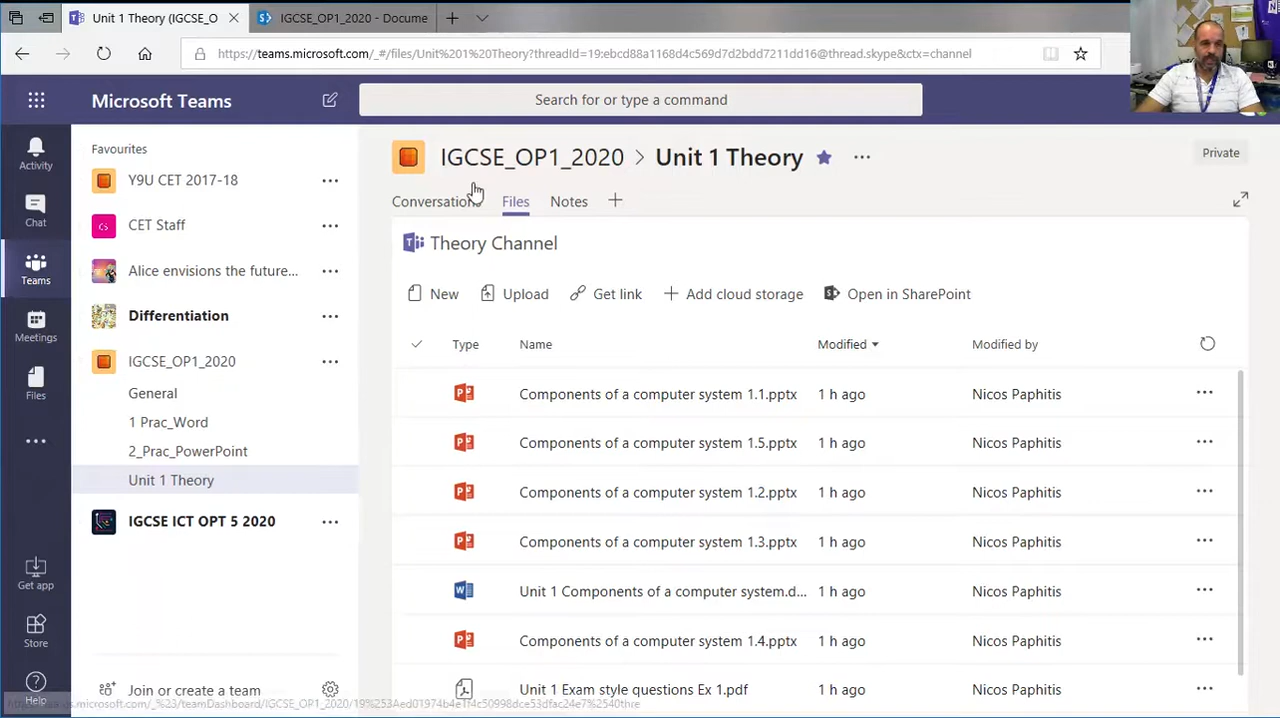 Unit 1 Theory (IGCSE_O
IGCSE_OP1_2020 - Docume
https://teams.microsoft.com/_#/files/Unit%201%20Theory?threadId=19:ebcd88a1168d4c569d7d2bdd7211dd16@thread.skype&ctx=channel
Microsoft Teams
Search for or type a command
Activity
Chat
Teams
Meetings
Files
Get app
Store
Help
Favourites
Y9U CET 2017-18
CS
CET Staff
Alice envisions the future...
Differentiation
IGCSE_OP1_2020
General
1 Prac_Word
2_Prac_PowerPoint
Unit 1 Theory
IGCSE ICT OPT 5 2020
Join or create a team
IGCSE_OP1_2020 > Unit 1 Theory
Private
Conversations
Files
Notes
Theory Channel
New
Upload
Get link
Add cloud storage
Open in SharePoint
Type
Name
Modified
Modified by
Components of a computer system 1.1.pptx 1 h ago Nicos Paphitis
Components of a computer system 1.5.pptx 1 h ago Nicos Paphitis
Components of a computer system 1.2.pptx 1 h ago Nicos Paphitis
Components of a computer system 1.3.pptx 1 h ago Nicos Paphitis
Unit 1 Components of a computer system.d... 1 h ago Nicos Paphitis
Components of a computer system 1.4.pptx 1 h ago Nicos Paphitis
Unit 1 Exam style questions Ex 1.pdf 1 h ago Nicos Paphitis